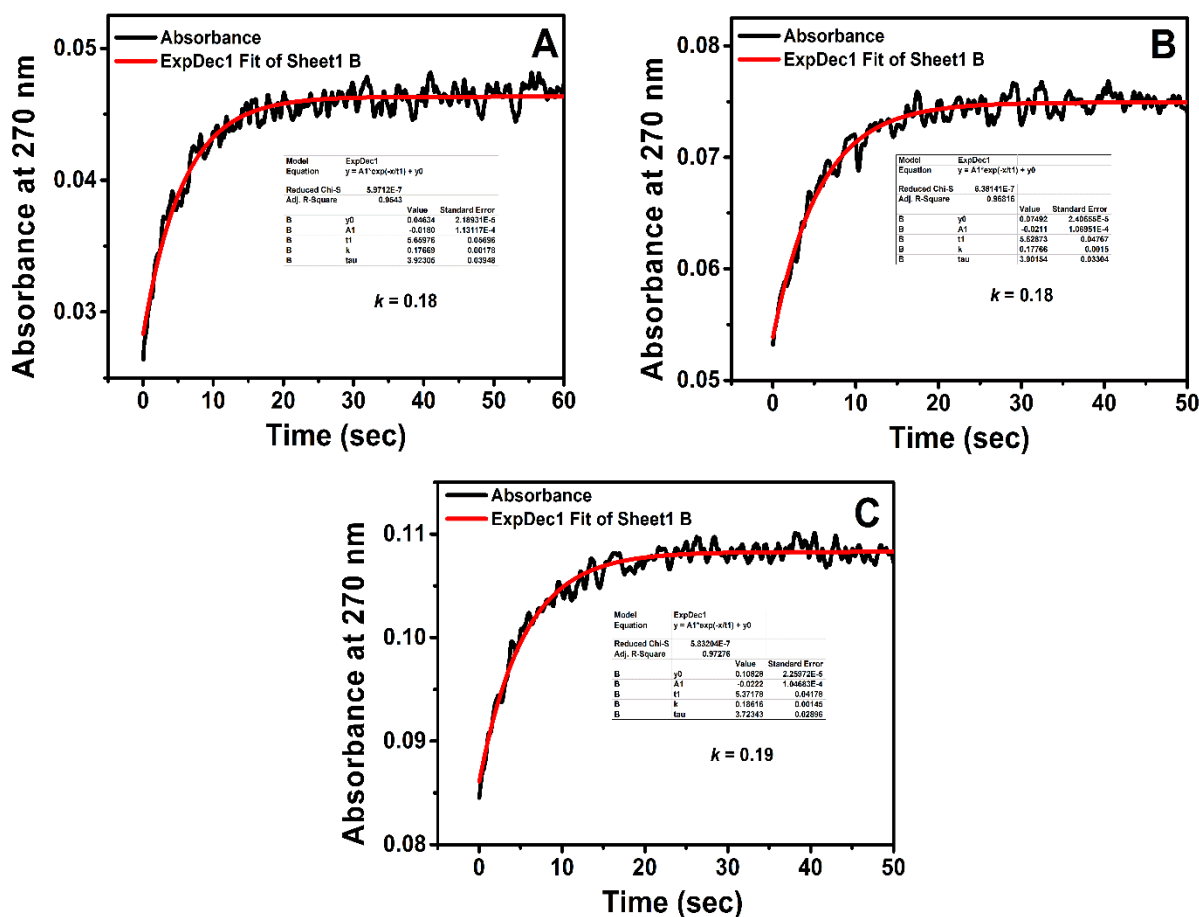 A
Absorbance
ExpDec1 Fit of Sheet1 B
Absorbance at 270 nm
0.05
0.04
0.03
Model ExpDec1
Equation y = A1*exp(-x/t1) + y0
Reduced Chi-S 5.9712E-7
Adj. R-Square 0.9543
Value Standard Error
B y0 0.04634 2.18931E-5
B A1 -0.0180 1.13117E-4
B t1 5.65976 0.05696
B k 0.17669 0.00178
B tau 3.92305 0.03948
k = 0.18
0 10 20 30 40 50 60
Time (sec)
B
Absorbance
ExpDec1 Fit of Sheet1 B
Absorbance at 270 nm
0.08
0.07
0.06
0.05
Model ExpDec1
Equation y = A1*exp(-x/t1) + y0
Reduced Chi-S 6.38141E-7
Adj. R-Square 0.96816
Value Standard Error
B y0 0.07492 2.40655E-5
B A1 -0.0211 1.06951E-4
B t1 5.62873 0.04767
B k 0.17766 0.0015
B tau 3.90154 0.03304
k = 0.18
0 10 20 30 40 50
Time (sec)
C
Absorbance
ExpDec1 Fit of Sheet1 B
Absorbance at 270 nm
0.11
0.10
0.09
0.08
Model ExpDec1
Equation y = A1*exp(-x/t1) + y0
Reduced Chi-S 5.83204E-7
Adj. R-Square 0.97276
Value Standard Error
B y0 0.10828 2.25972E-5
B A1 -0.0222 1.04683E-4
B t1 5.37178 0.04178
B k 0.18616 0.00145
B tau 3.72343 0.02896
k = 0.19
0 10 20 30 40 50
Time (sec)